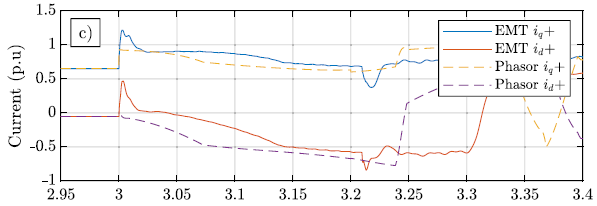 1.5
c)
EMT iq+
EMT id+
Phasor iq+
Phasor id+
1
0.5
0
-0.5
-1
Current (p.u)
2.95 3 3.05 3.1 3.15 3.2 3.25 3.3 3.35 3.4